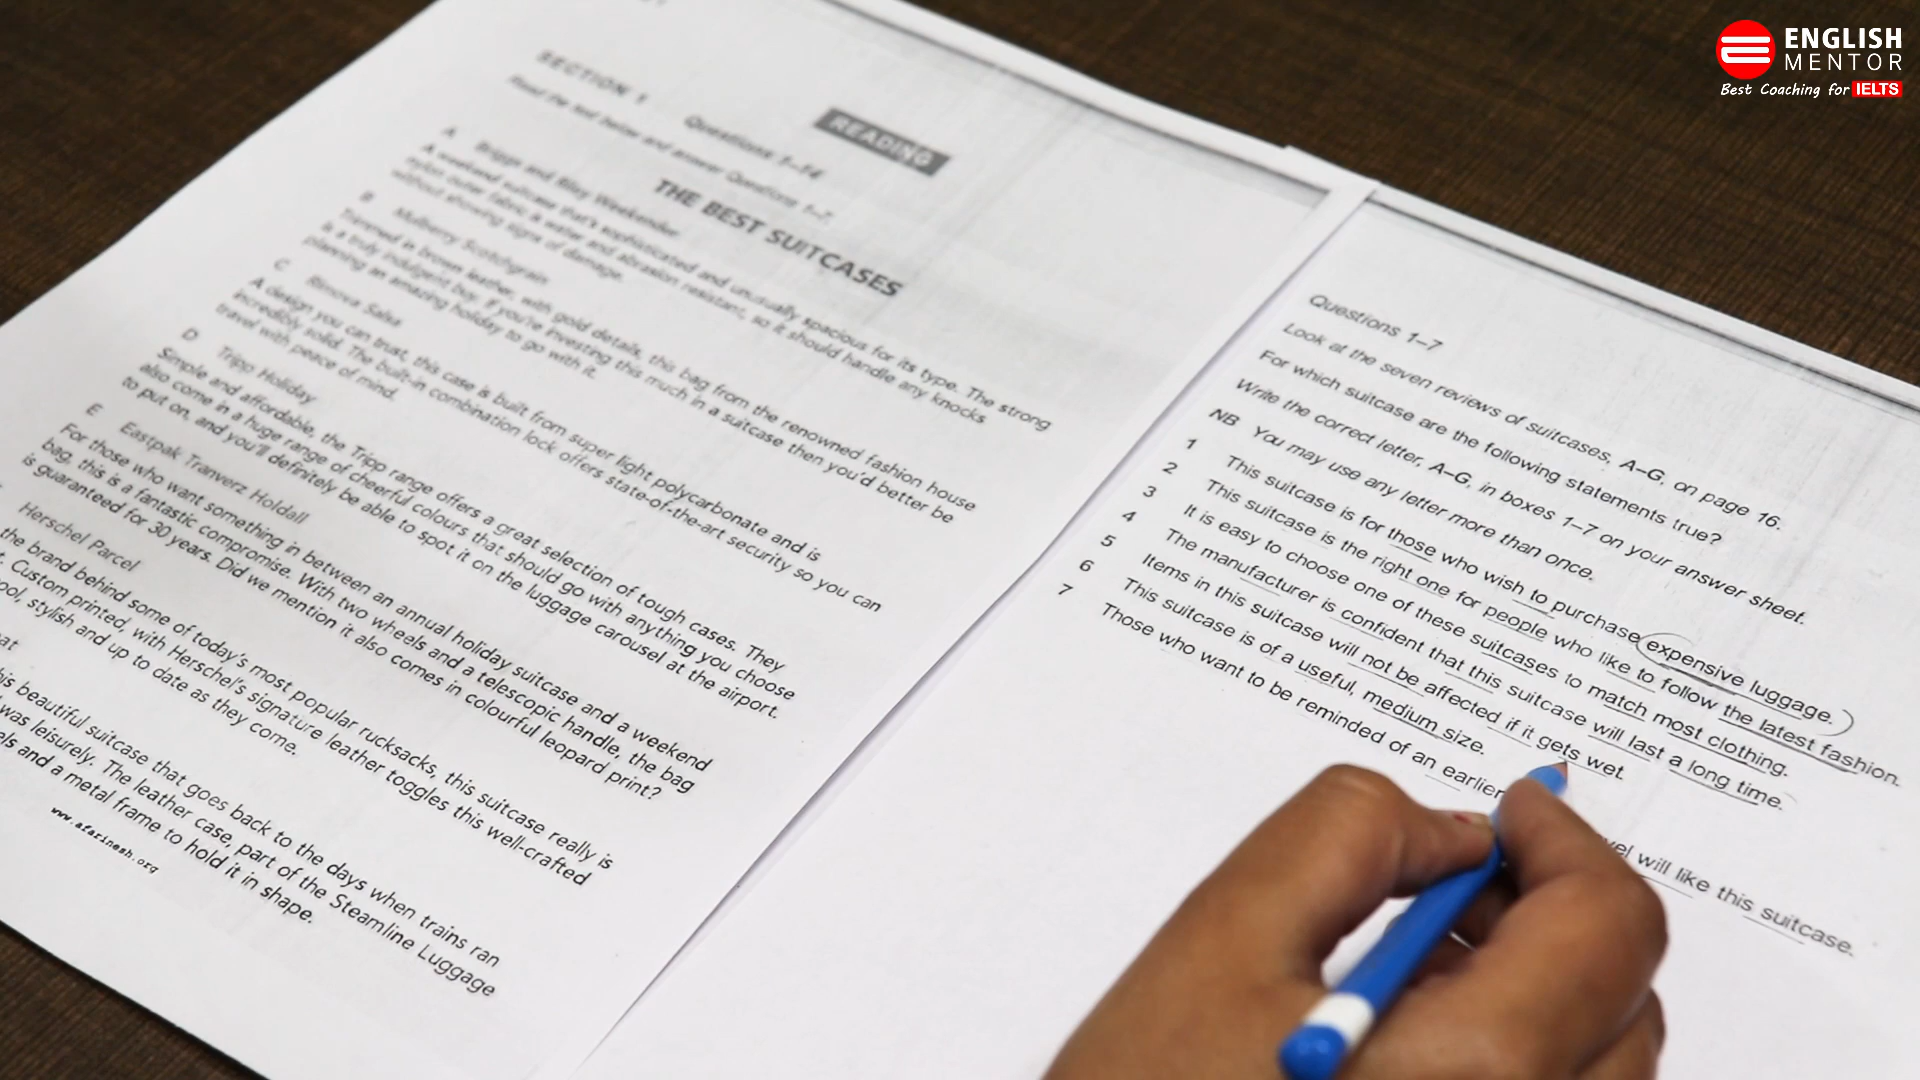 ENGLISH
MENTOR
Best Coaching for IELTS
READING
SECTION 1 Questions 1–14
Read the text below and answer Questions 1–7
THE BEST SUITCASES
A Briggs and Riley Weekender
A weekend suitcase that's sophisticated and unusually spacious for its type. The strong
nylon outer fabric is water and abrasion resistant, so it should handle any knocks
without showing signs of damage.
B Mulberry Scotchgrain
Trimmed in brown leather, with gold details, this bag from the renowned fashion house
is a truly indulgent buy. If you're investing this much in a suitcase then you'd better be
planning an amazing holiday to go with it.
C Rimova Salsa
A design you can trust, this case is built from super light polycarbonate and is
incredibly solid. The built-in combination lock offers state-of-the-art security so you can
travel with peace of mind.
D Tripp Holiday
Simple and affordable, the Tripp range offers a great selection of tough cases. They
also come in a huge range of cheerful colours that should go with anything you choose
to put on, and you'll definitely be able to spot it on the luggage carousel at the airport.
E Eastpak Tranverz Holdall
For those who want something in between an annual holiday suitcase and a weekend
bag, this is a fantastic compromise. With two wheels and a telescopic handle, the bag
is guaranteed for 30 years. Did we mention it also comes in colourful leopard print?
Herschel Parcel
the brand behind some of today's most popular rucksacks, this suitcase really is
Custom printed, with Herschel's signature leather toggles this well-crafted
stylish and up to date as they come.
beautiful suitcase that goes back to the days when trains ran
was leisurely. The leather case, part of the Steamline Luggage
and a metal frame to hold it in shape.
www.afarinesh.org
Questions 1–7
Look at the seven reviews of suitcases, A–G, on page 16.
For which suitcase are the following statements true?
Write the correct letter, A–G, in boxes 1–7 on your answer sheet.
NB You may use any letter more than once.
1 This suitcase is for those who wish to purchase expensive luggage.
2 This suitcase is the right one for people who like to follow the latest fashion.
3 It is easy to choose one of these suitcases to match most clothing.
4 The manufacturer is confident that this suitcase will last a long time.
5 Items in this suitcase will not be affected if it gets wet.
6 This suitcase is of a useful, medium size.
7 Those who want to be reminded of an earlier will like this suitcase.